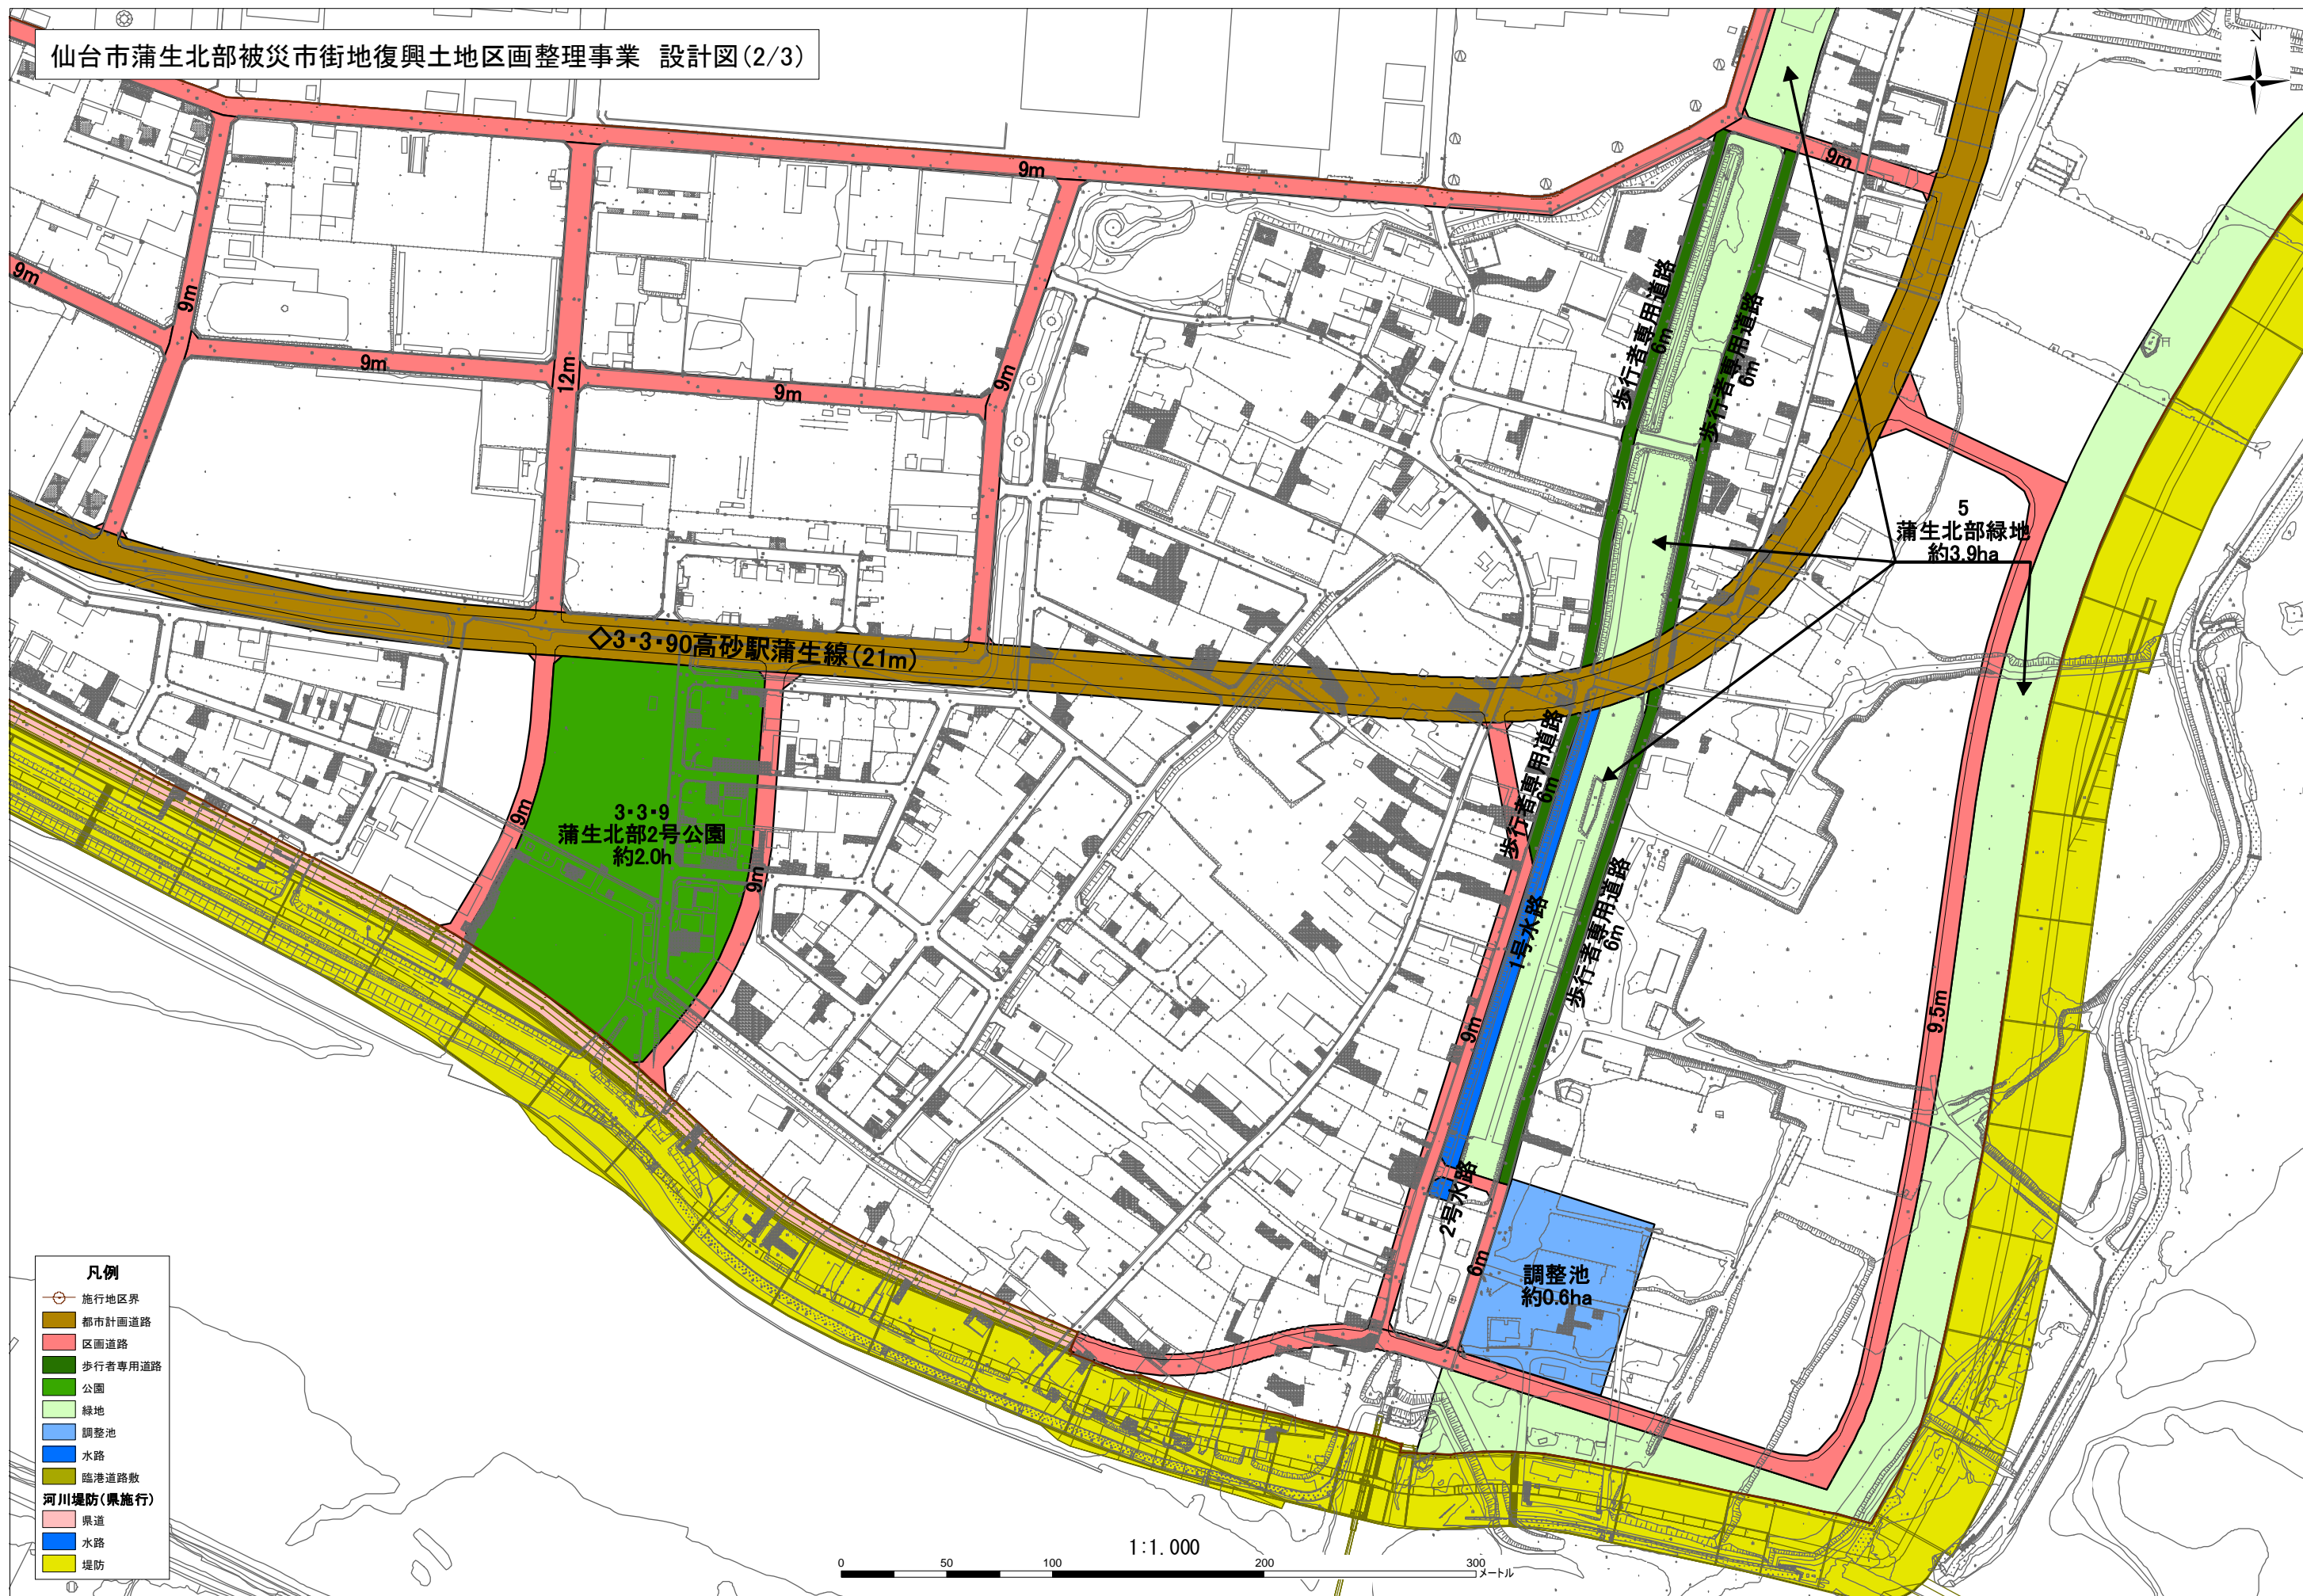 仙台市蒲生北部被災市街地復興土地区画整理事業 設計図(2/3)
N
9m
9m
9m
9m
9m
12m
9m
9m
歩行者専用道路
6m
歩行者専用道路
6m
5
蒲生北部緑地
約3.9ha
◇3・3・90高砂駅蒲生線(21m)
9m
3・3・9
蒲生北部2号公園
約2.0h
9m
歩行者専用道路
6m
1号水路
歩行者専用道路
6m
9m
9.5m
2号水路
6m
調整池
約0.6ha
凡例
施行地区界
都市計画道路
区画道路
歩行者専用道路
公園
緑地
調整池
水路
臨港道路敷
河川堤防(県施行)
県道
水路
堤防
1:1,000
0 50 100 200 300
メートル